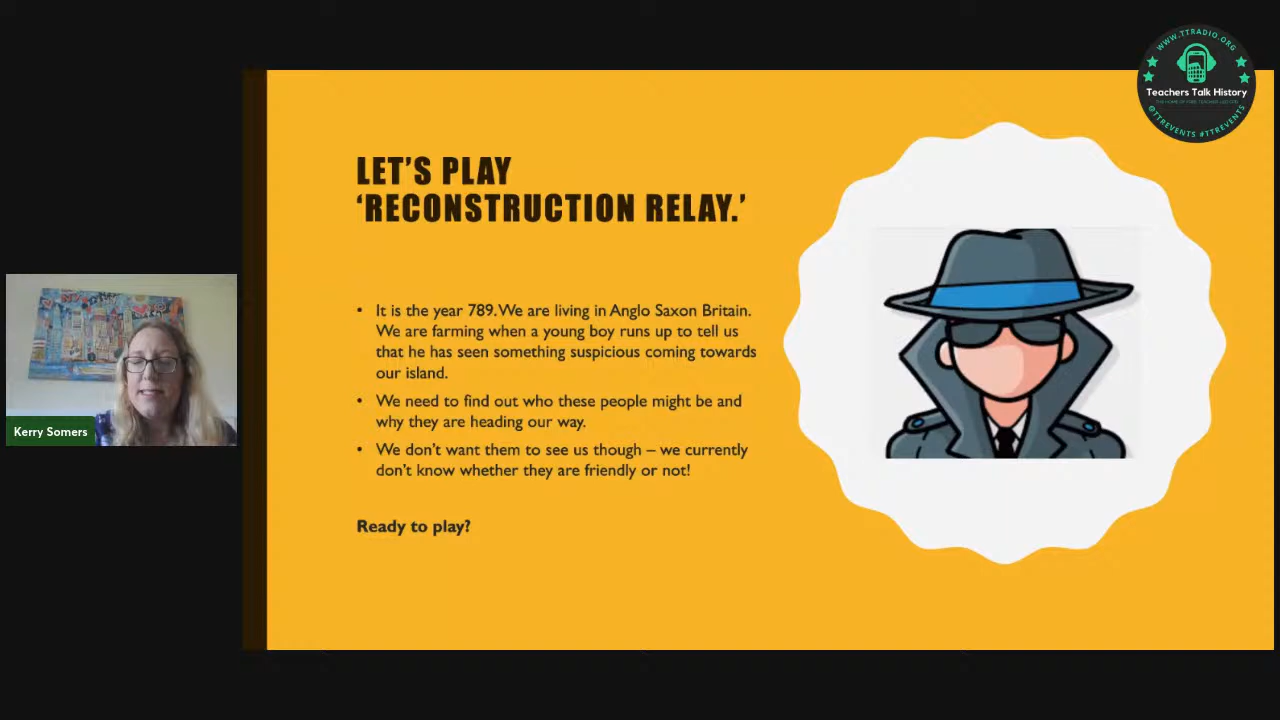 WWW.TTRADIO.ORG
Teachers Talk History
@TTREVENTS #TTREVENTS
LET'S PLAY
‘RECONSTRUCTION RELAY.’
• It is the year 789. We are living in Anglo Saxon Britain.
We are farming when a young boy runs up to tell us
that he has seen something suspicious coming towards
our island.
• We need to find out who these people might be and
why they are heading our way.
• We don't want them to see us though – we currently
don't know whether they are friendly or not!
Ready to play?
Kerry Somers